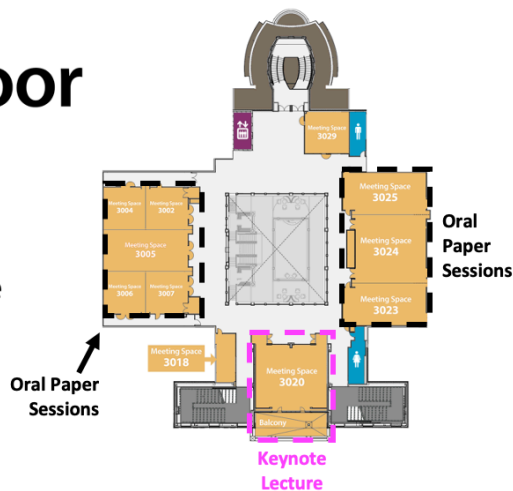 oor
Meeting Space
3029
Meeting Space
3025
Meeting Space
3004
Meeting Space
3002
Meeting Space
3005
Meeting Space
3024
Oral
Paper
Sessions
e
Meeting Space
3006
Meeting Space
3007
Meeting Space
3023
Meeting Space
3018
Meeting Space
3020
Oral Paper
Sessions
Balcony
Keynote
Lecture